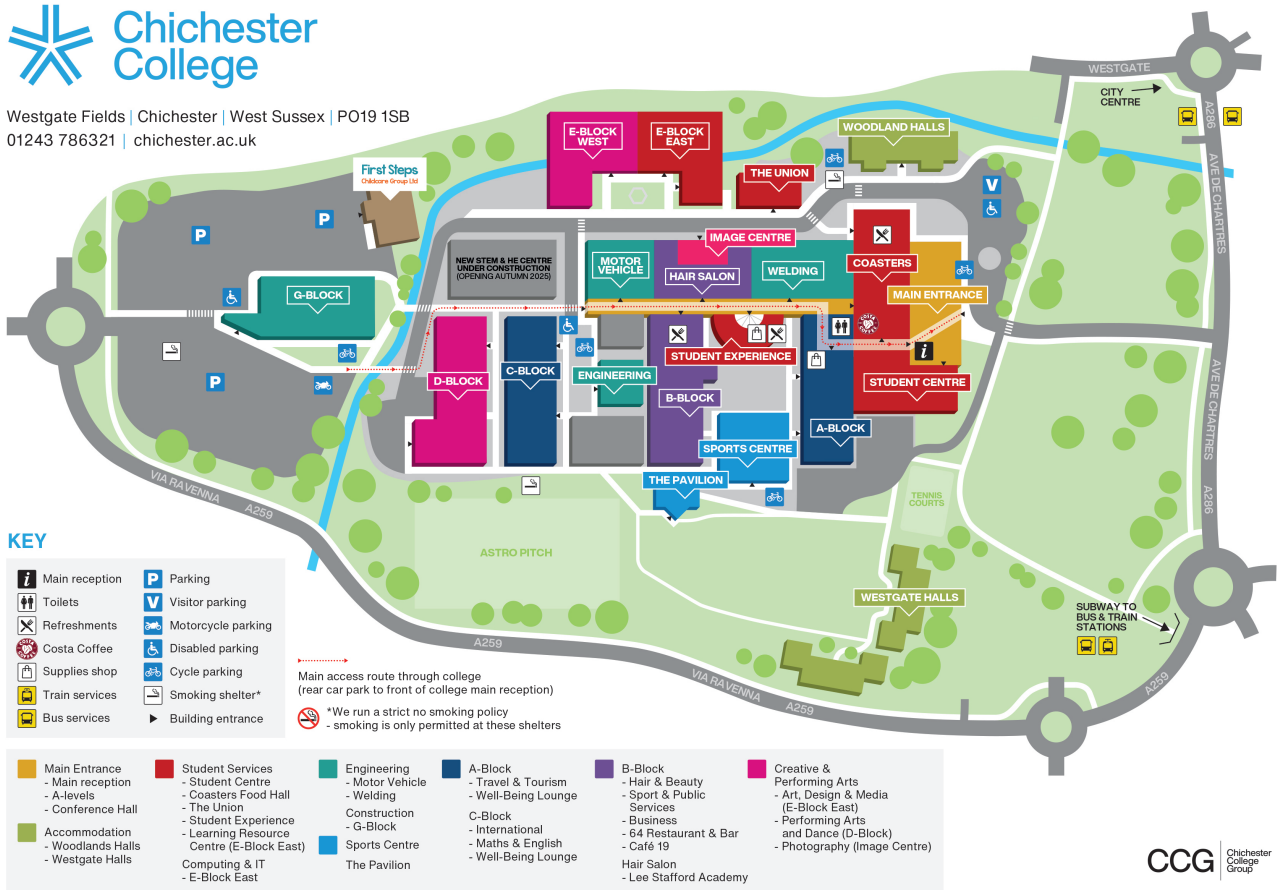 Chichester
College
Westgate Fields | Chichester | West Sussex | PO19 1SB
01243 786321 | chichester.ac.uk
WESTGATE
CITY
CENTRE
A286
AVE DE CHARTRES
First Steps
Childcare Group Ltd
E-BLOCK
WEST
E-BLOCK
EAST
WOODLAND HALLS
THE UNION
P
P
V
NEW STEM & HE CENTRE
UNDER CONSTRUCTION
(OPENING AUTUMN 2025)
MOTOR
VEHICLE
IMAGE CENTRE
HAIR SALON
WELDING
COASTERS
MAIN ENTRANCE
G-BLOCK
COSTA
COFFEE
STUDENT EXPERIENCE
i
P
D-BLOCK
C-BLOCK
ENGINEERING
B-BLOCK
STUDENT CENTRE
A-BLOCK
SPORTS CENTRE
THE PAVILION
AVE DE CHARTRES
A286
VIA RAVENNA
A259
TENNIS
COURTS
ASTRO PITCH
WESTGATE HALLS
SUBWAY TO
BUS & TRAIN
STATIONS
A259
VIA RAVENNA
A259
A259
KEY
i Main reception
Toilets
Refreshments
Costa Coffee
Supplies shop
Train services
Bus services
P Parking
V Visitor parking
Motorcycle parking
Disabled parking
Cycle parking
Smoking shelter*
Building entrance
Main access route through college
(rear car park to front of college main reception)
*We run a strict no smoking policy
- smoking is only permitted at these shelters
Main Entrance
- Main reception
- A-levels
- Conference Hall
Accommodation
- Woodlands Halls
- Westgate Halls
Student Services
- Student Centre
- Coasters Food Hall
- The Union
- Student Experience
- Learning Resource
Centre (E-Block East)
Computing & IT
- E-Block East
Engineering
- Motor Vehicle
- Welding
Construction
- G-Block
Sports Centre
The Pavilion
A-Block
- Travel & Tourism
- Well-Being Lounge
C-Block
- International
- Maths & English
- Well-Being Lounge
B-Block
- Hair & Beauty
- Sport & Public
Services
- Business
- 64 Restaurant & Bar
- Café 19
Hair Salon
- Lee Stafford Academy
Creative &
Performing Arts
- Art, Design & Media
(E-Block East)
- Performing Arts
and Dance (D-Block)
- Photography (Image Centre)
CCG
Chichester
College
Group